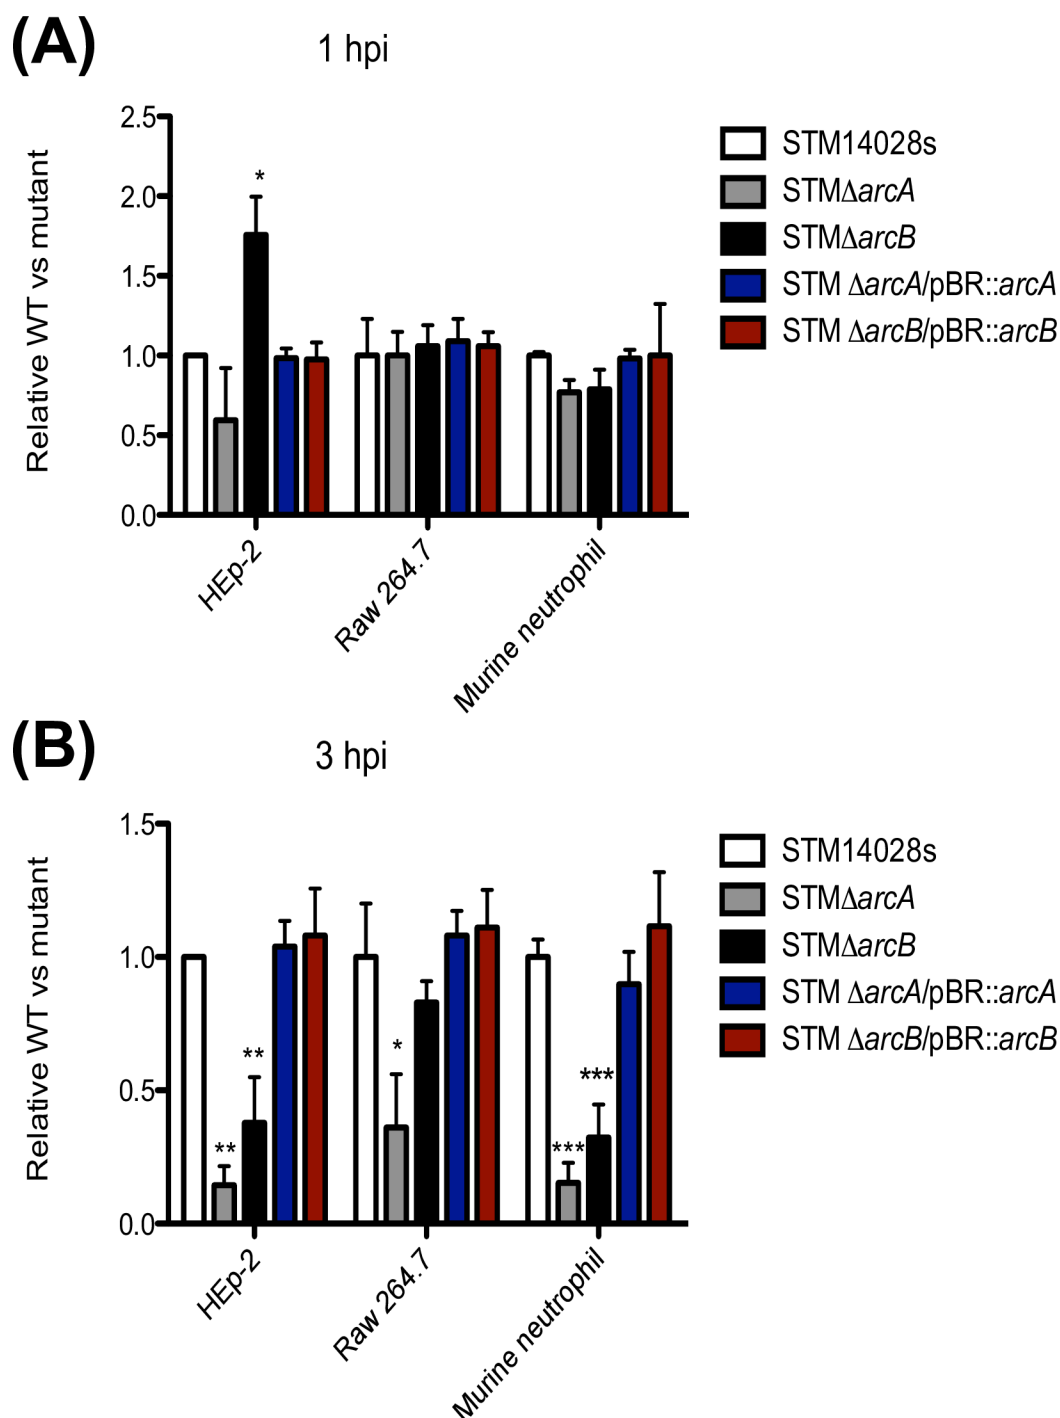 (A)
1 hpi
Relative WT vs mutant
2.5
2.0
1.5
1.0
0.5
0.0
*
HEp-2
Raw 264.7
Murine neutrophil
STM14028s
STMΔarcA
STMΔarcB
STM ΔarcA/pBR::arcA
STM ΔarcB/pBR::arcB
(B)
3 hpi
Relative WT vs mutant
1.5
1.0
0.5
0.0
**
**
*
***
***
HEp-2
Raw 264.7
Murine neutrophil
STM14028s
STMΔarcA
STMΔarcB
STM ΔarcA/pBR::arcA
STM ΔarcB/pBR::arcB